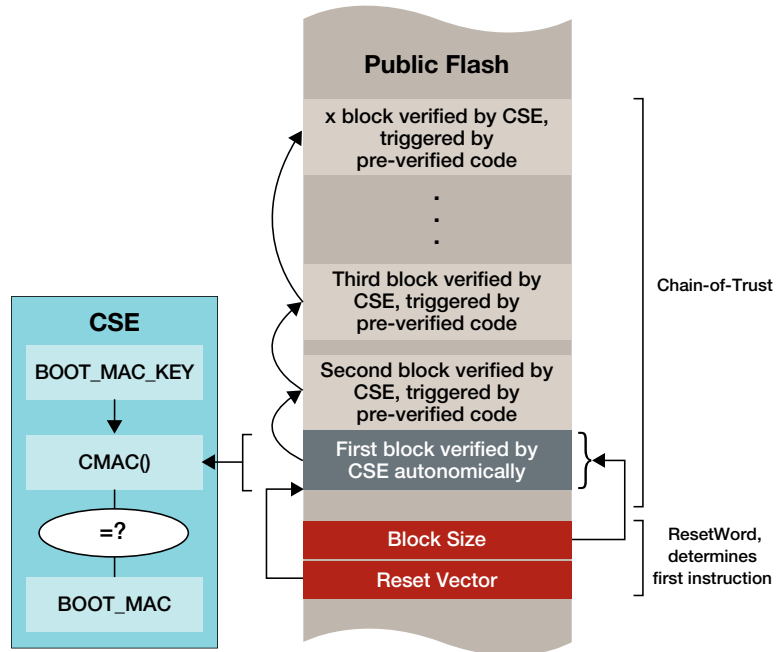 Public Flash
x block verified by CSE,
triggered by
pre-verified code
.
.
.
Third block verified by
CSE, triggered by
pre-verified code
Second block verified by
CSE, triggered by
pre-verified code
First block verified by
CSE autonomically
Block Size
Reset Vector
CSE
BOOT_MAC_KEY
CMAC()
=?
BOOT_MAC
Chain-of-Trust
ResetWord,
determines
first instruction